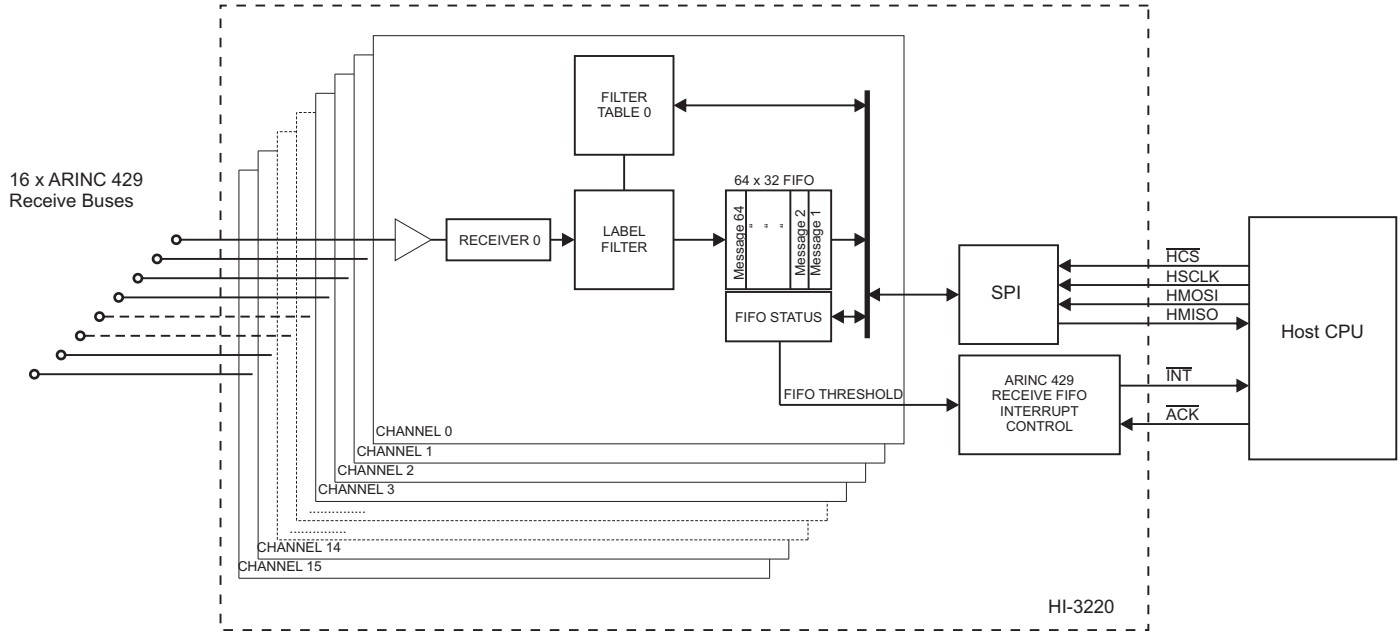 16 x ARINC 429
Receive Buses
FILTER
TABLE 0
64 x 32 FIFO
RECEIVER 0
LABEL
FILTER
Message 64
" " "
Message 2
Message 1
FIFO STATUS
FIFO THRESHOLD
SPI
HCS
HSCLK
HMOSI
HMISO
Host CPU
ARINC 429
RECEIVE FIFO
INTERRUPT
CONTROL
INT
ACK
CHANNEL 0
CHANNEL 1
CHANNEL 2
CHANNEL 3
................
................
CHANNEL 14
CHANNEL 15
HI-3220